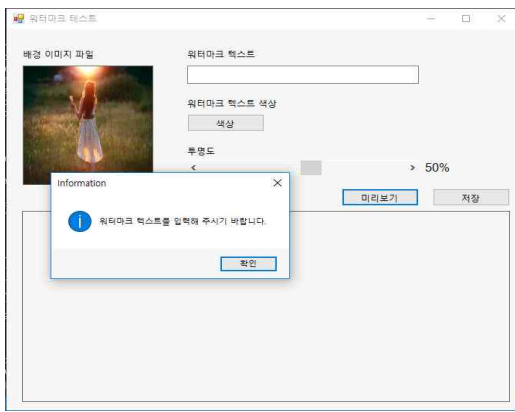 워터마크 테스트
배경 이미지 파일
워터마크 텍스트
워터마크 텍스트 색상
색상
투명도
50%
미리보기
저장
Information
워터마크 텍스트를 입력해 주시기 바랍니다.
확인